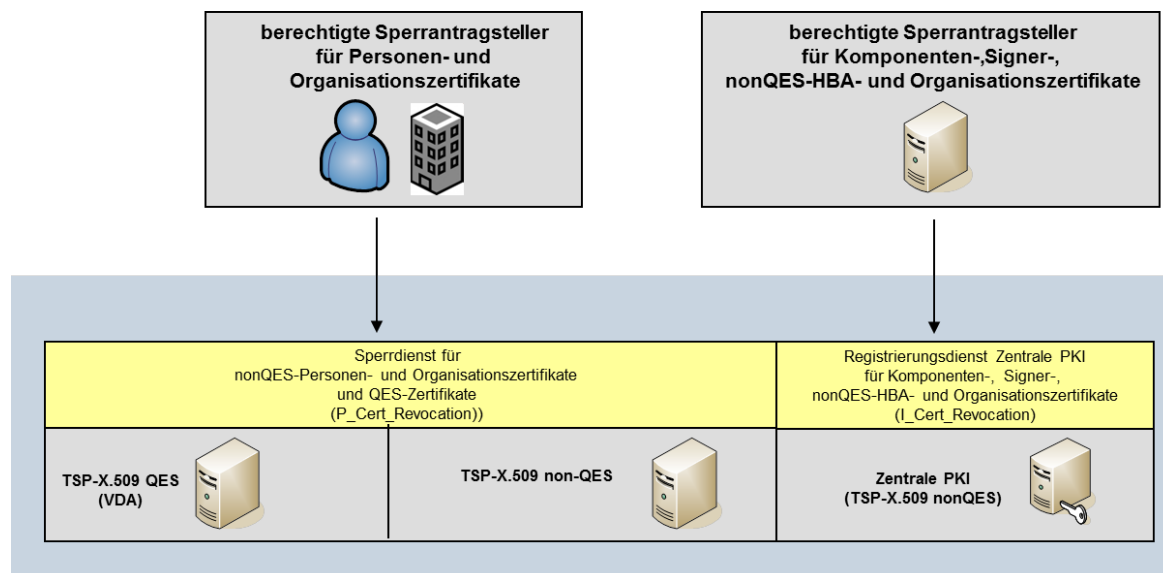 berechtigte Sperrantragsteller
für Personen- und
Organisationszertifikate
berechtigte Sperrantragsteller
für Komponenten-,Signer-,
nonQES-HBA- und Organisationszertifikate
Sperrdienst für
nonQES-Personen- und Organisationszertifikate
und QES-Zertifikate
(P_Cert_Revocation))
Registrierungsdienst Zentrale PKI
für Komponenten-, Signer-,
nonQES-HBA- und Organisationszertifikate
(I_Cert_Revocation)
TSP-X.509 QES
(VDA)
TSP-X.509 non-QES
Zentrale PKI
(TSP-X.509 nonQES)